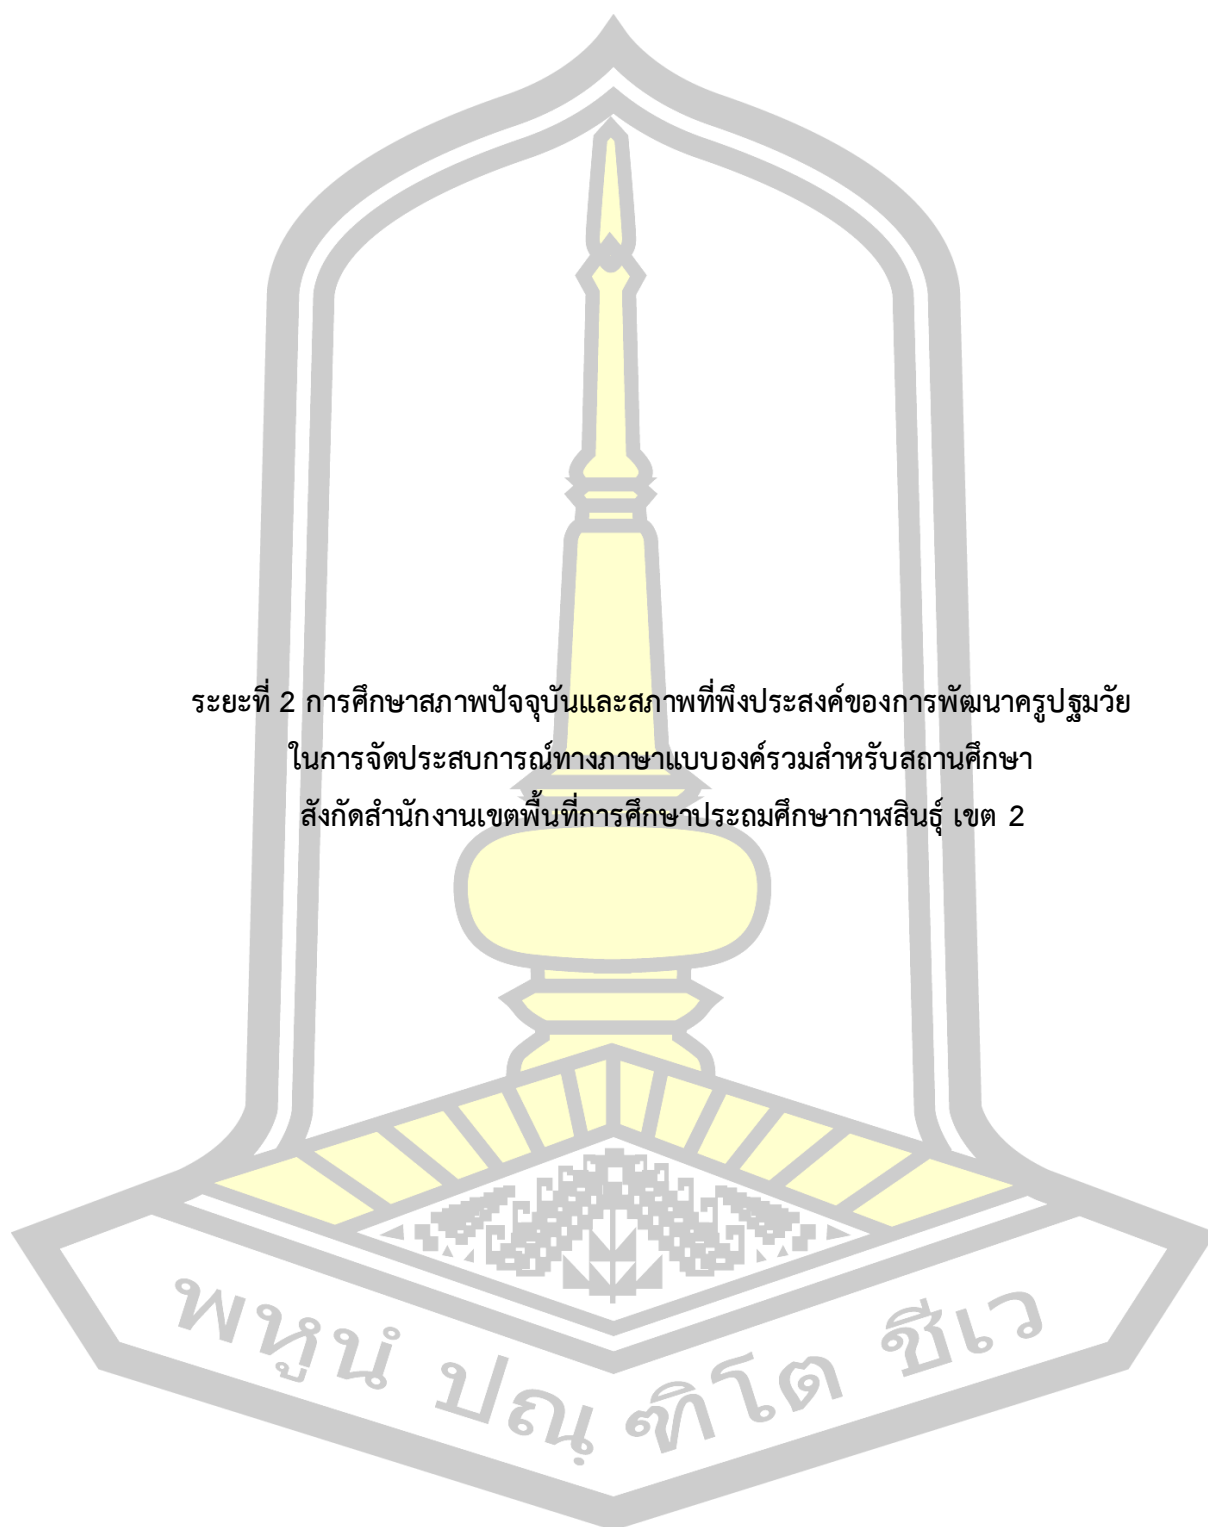 ระยะที่ 2 การศึกษาสภาพปัจจุบันและสภาพที่พึงประสงค์ของการพัฒนาครูปฐมวัย
ในการจัดประสบการณ์ทางภาษาแบบองค์รวมสำหรับสถานศึกษา
สังกัดสำนักงานเขตพื้นที่การศึกษาประถมศึกษากาฬสินธุ์ เขต 2
พหูนํ ปณฺฑิโต ชีเว